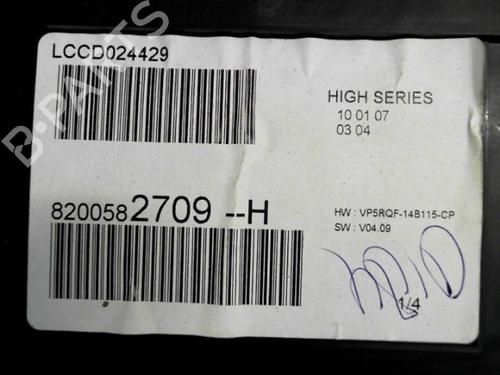 LCCD024429
HIGH SERIES
10 01 07
03 04
8200582709 --H
HW : VP5RQF-14B115-CP
SW : V04.09
1/4
B-PARTS